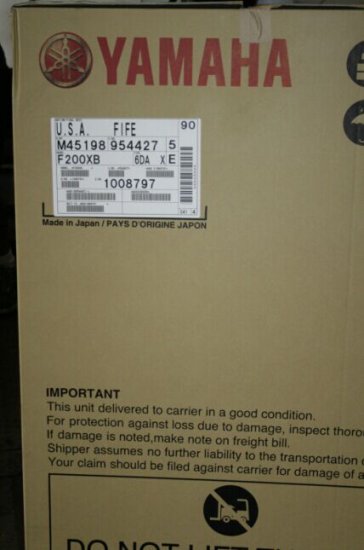 YAMAHA
U.S.A. FIFE 90
M45198 954427 5
F200XB 6DA X E
1008797
Made in Japan / PAYS D'ORIGINE JAPON
IMPORTANT
This unit delivered to carrier in a good condition.
For protection against loss due to damage, inspect
If damage is noted,make note on freight bill.
Shipper assumes no further liability to the transportation
Your claim should be filed against carrier for damage of
DO NOT